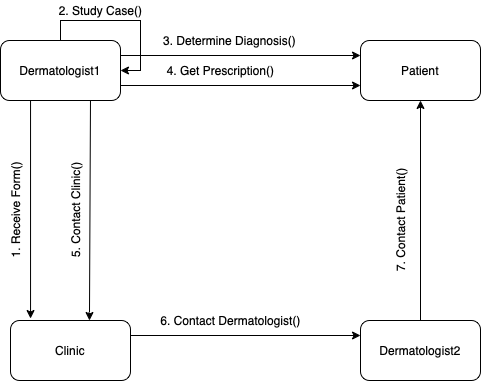 2. Study Case()
3. Determine Diagnosis()
Dermatologist1
4. Get Prescription()
Patient
1. Receive Form()
5. Contact Clinic()
7. Contact Patient()
6. Contact Dermatologist()
Clinic
Dermatologist2